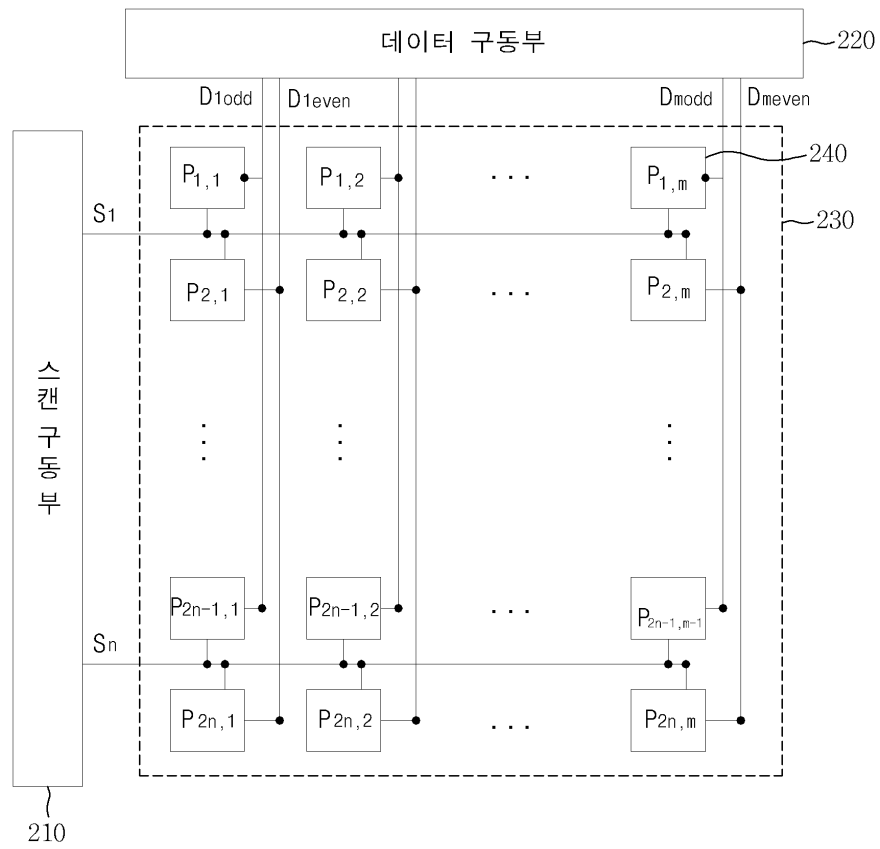 데이터 구동부
220
D1odd D1even Dmodd Dmeven
P1,1 P1,2 ··· P1,m
240
S1
230
P2,1 P2,2 ··· P2,m
스캔 구동부
P2n-1,1 P2n-1,2 ··· P2n-1,m-1
Sn
P2n,1 P2n,2 ··· P2n,m
210